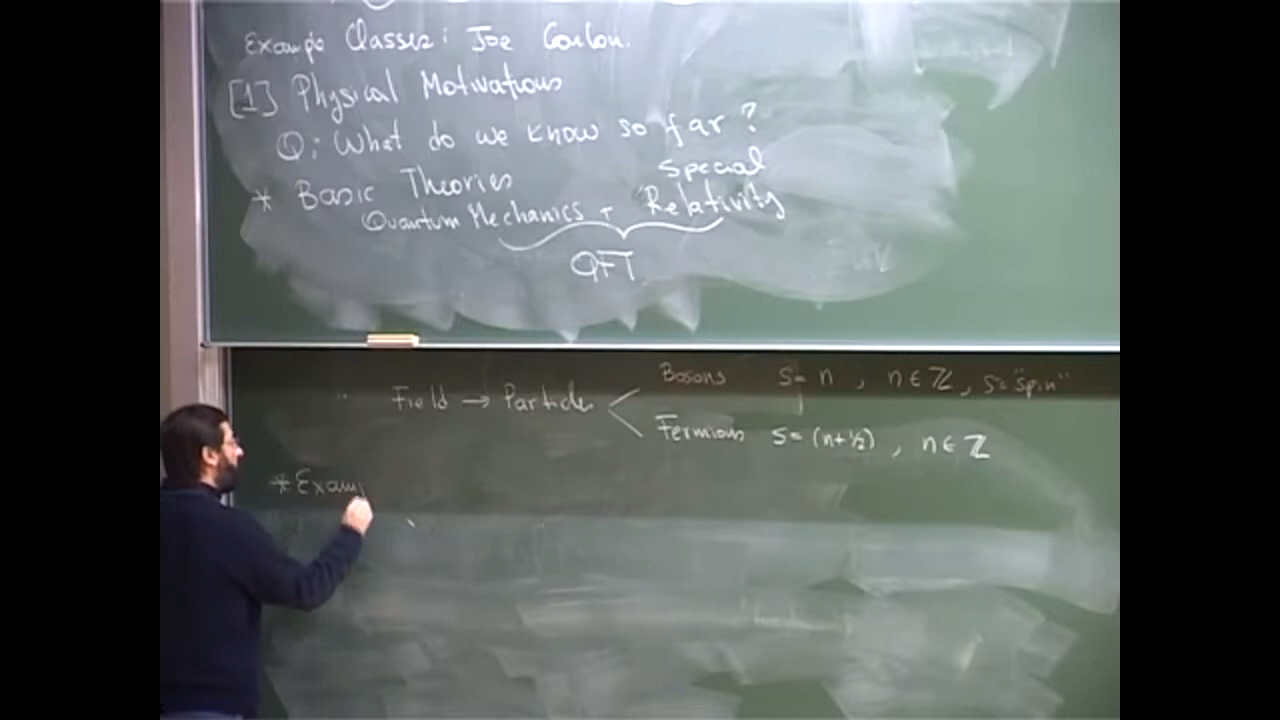 Example Classes: Joe Conlon.
[1] Physical Motivations
Q: What do we know so far?
* Basic Theories
Quantum Mechanics + Special Relativity
QFT
Field → Particles
Bosons S = n , n ∈ ℤ , S = "spin"
Fermions S = (n+½) , n ∈ ℤ
* Exam